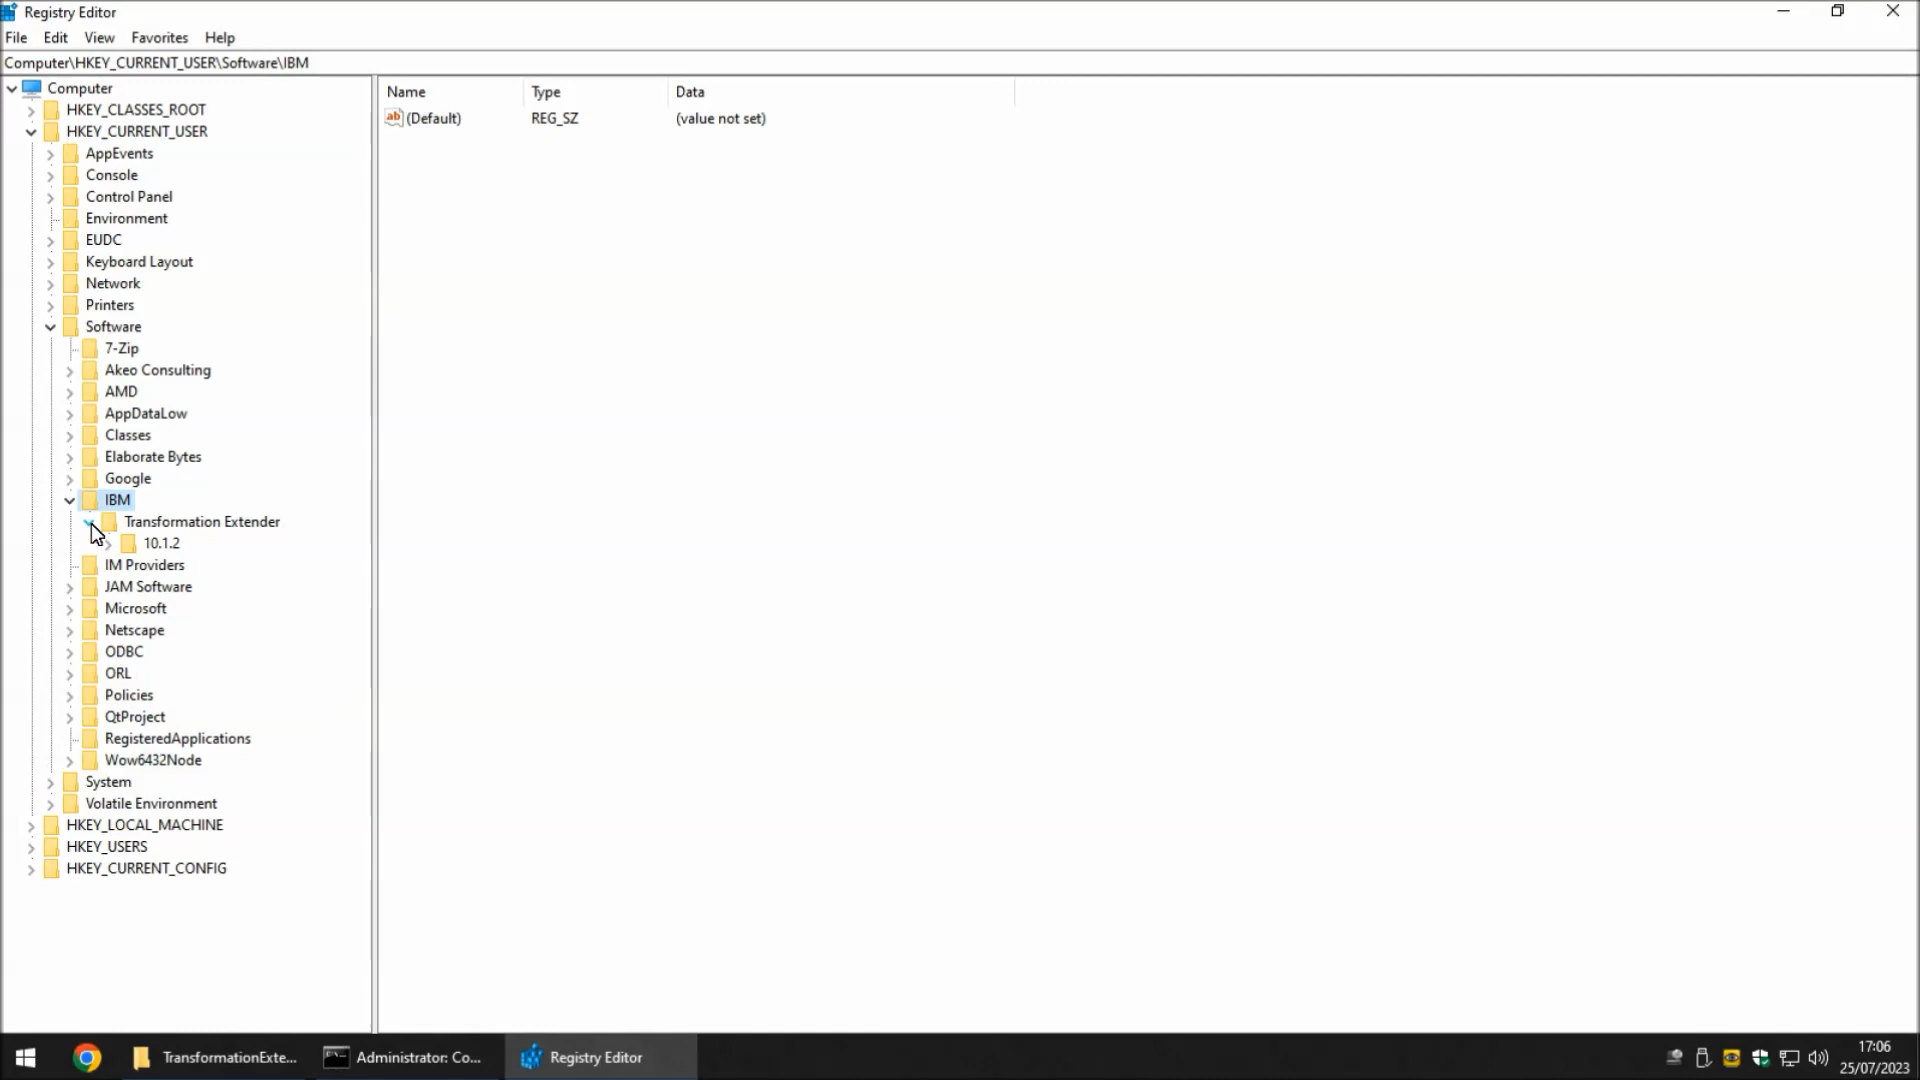 Registry Editor
File Edit View Favorites Help
Computer\HKEY_CURRENT_USER\Software\IBM
Computer
HKEY_CLASSES_ROOT
HKEY_CURRENT_USER
AppEvents
Console
Control Panel
Environment
EUDC
Keyboard Layout
Network
Printers
Software
7-Zip
Akeo Consulting
AMD
AppDataLow
Classes
Elaborate Bytes
Google
IBM
Transformation Extender
10.1.2
IM Providers
JAM Software
Microsoft
Netscape
ODBC
ORL
Policies
QtProject
RegisteredApplications
Wow6432Node
System
Volatile Environment
HKEY_LOCAL_MACHINE
HKEY_USERS
HKEY_CURRENT_CONFIG
Name Type Data
ab (Default) REG_SZ (value not set)
TransformationExte... Administrator: Co... Registry Editor
17:06
25/07/2023